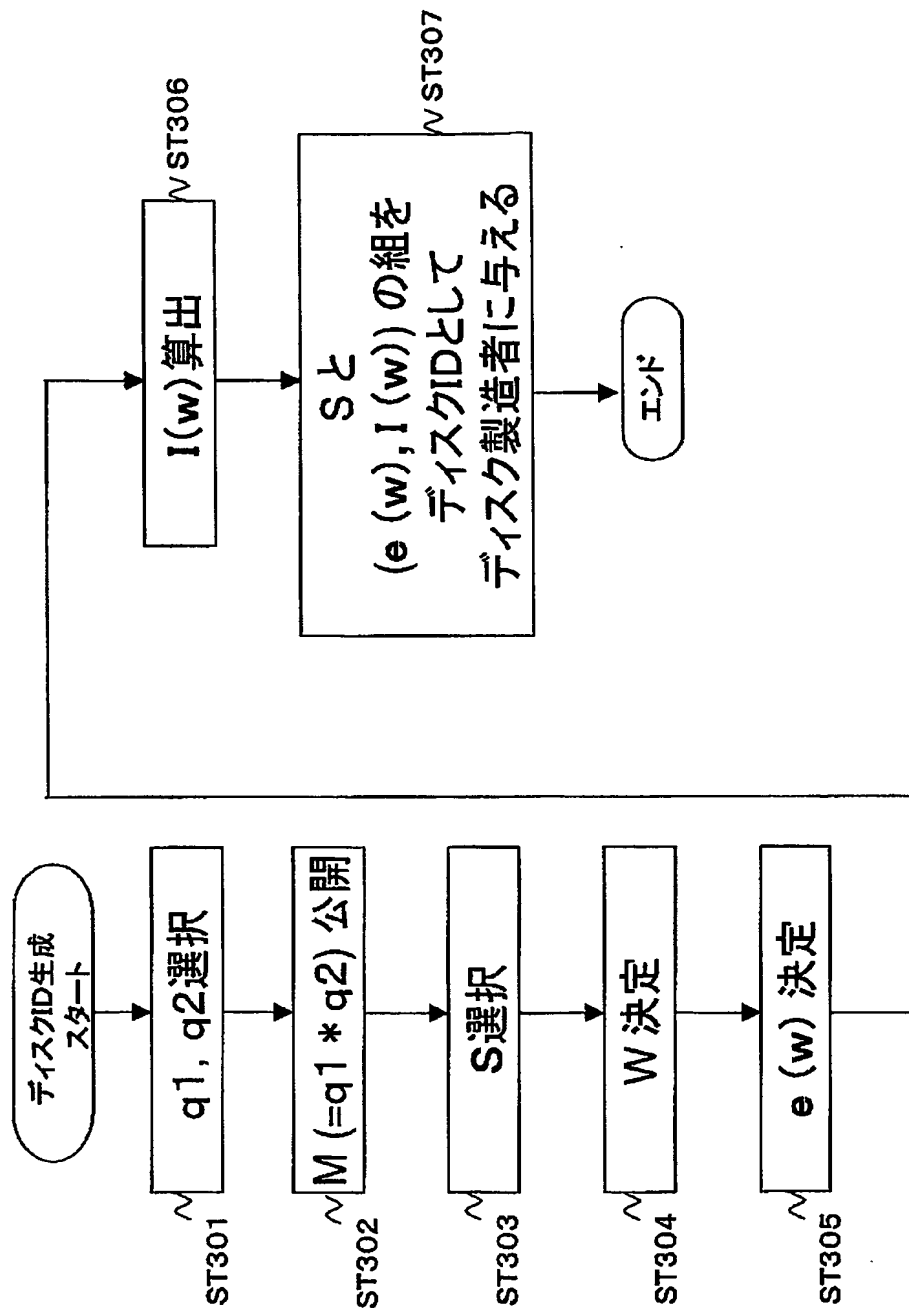 ディスクID生成
スタート
q1, q2選択
ST301
M (=q1 * q2) 公開
ST302
S選択
ST303
W 決定
ST304
e (w) 決定
ST305
I(w) 算出
ST306
S と
(e (w), I (w)) の組を
ディスクIDとして
ディスク製造者に与える
ST307
エンド